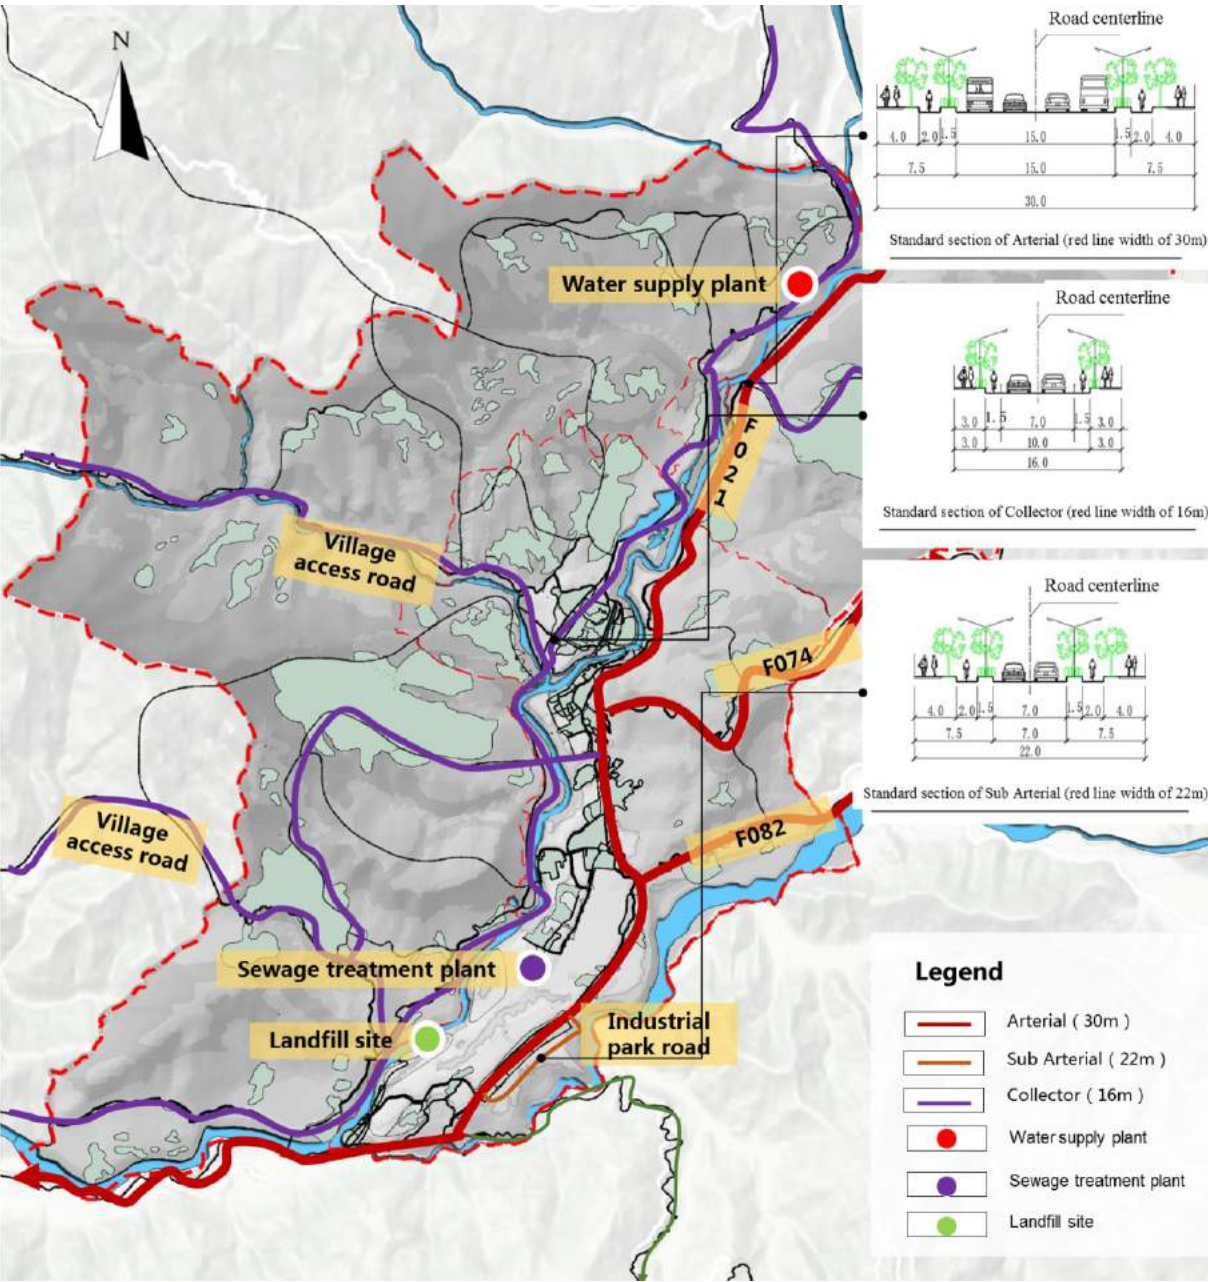 N
Water supply plant
F021
Village
access road
F074
F082
Village
access road
Sewage treatment plant
Landfill site
Industrial
park road
Road centerline
4.0 2.0 1.5 15.0 1.5 2.0 4.0
7.5 15.0 7.5
30.0
Standard section of Arterial (red line width of 30m)
Road centerline
3.0 1.5 7.0 1.5 3.0
3.0 10.0 3.0
16.0
Standard section of Collector (red line width of 16m)
Road centerline
4.0 2.0 1.5 7.0 1.5 2.0 4.0
7.5 7.0 7.5
22.0
Standard section of Sub Arterial (red line width of 22m)
Legend
Arterial ( 30m )
Sub Arterial ( 22m )
Collector ( 16m )
Water supply plant
Sewage treatment plant
Landfill site